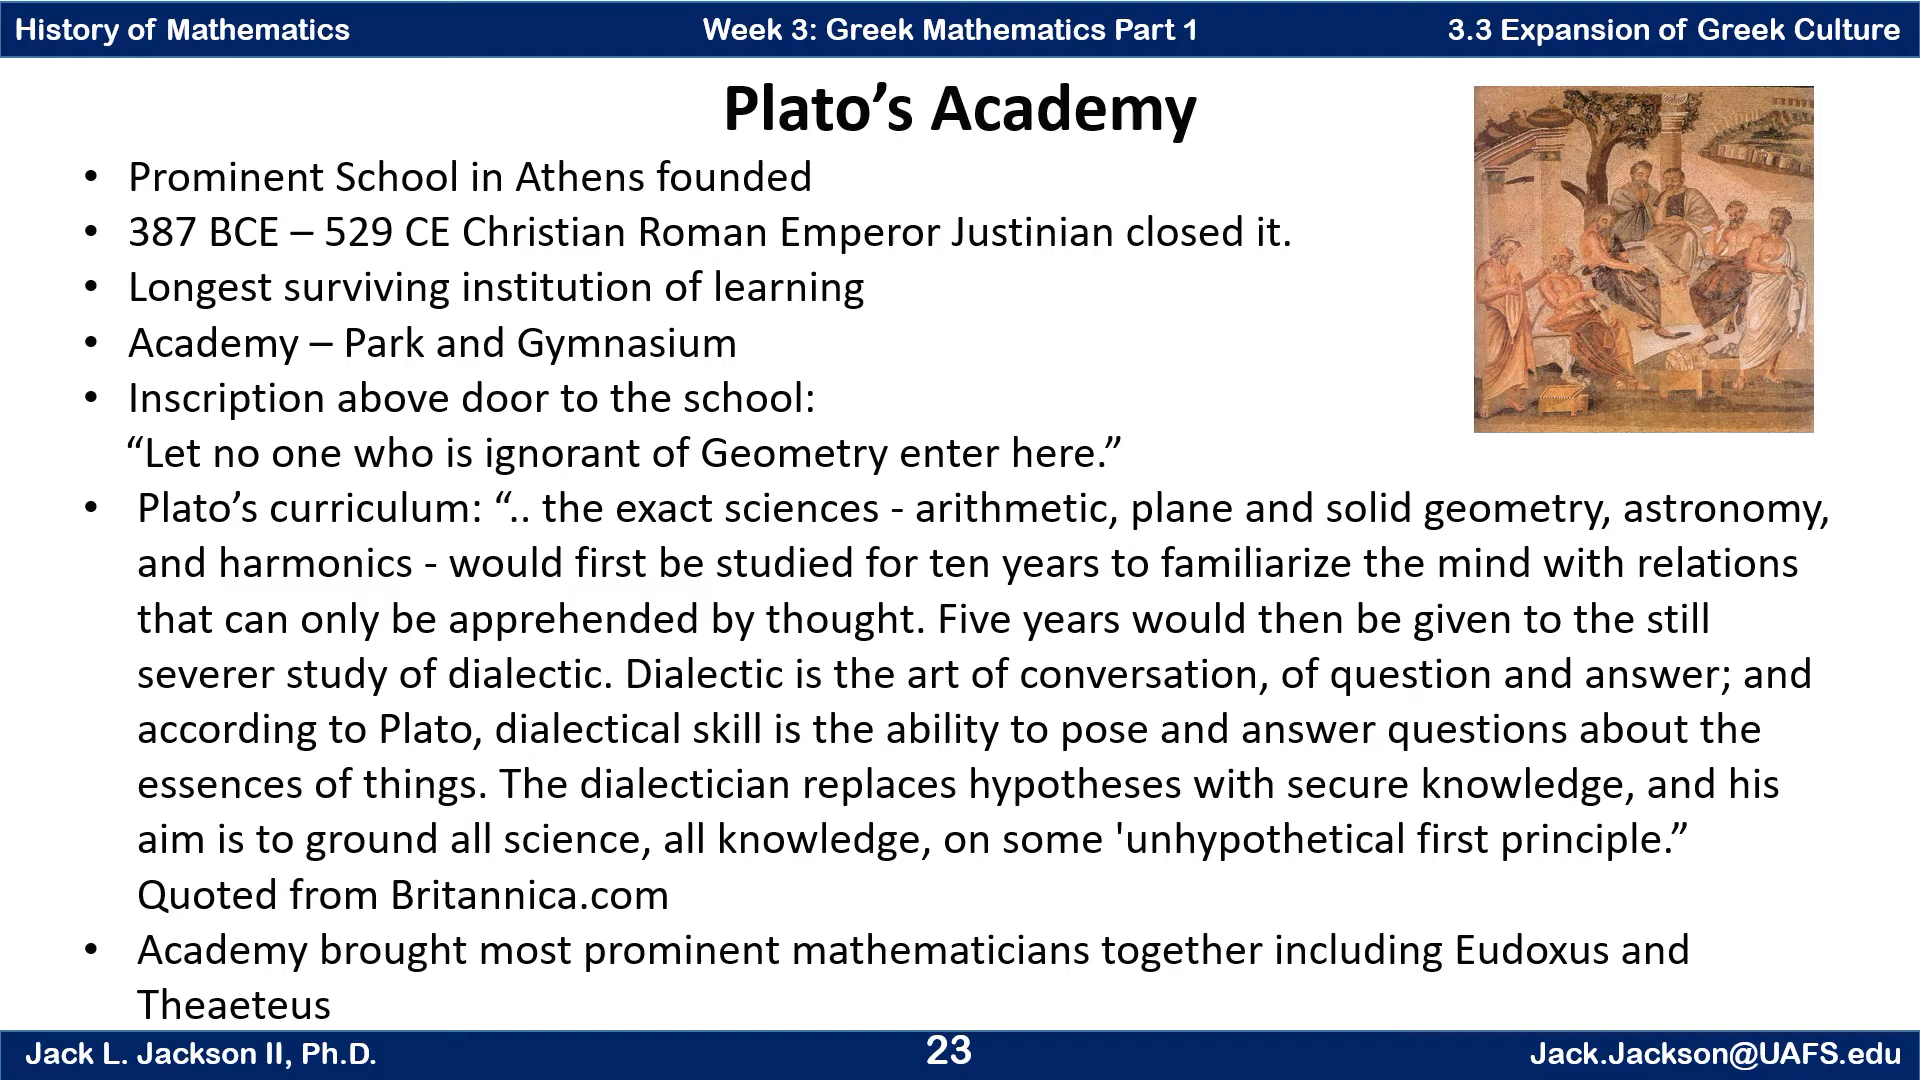 History of Mathematics
Week 3: Greek Mathematics Part 1
3.3 Expansion of Greek Culture
Plato’s Academy
• Prominent School in Athens founded
• 387 BCE – 529 CE Christian Roman Emperor Justinian closed it.
• Longest surviving institution of learning
• Academy – Park and Gymnasium
• Inscription above door to the school:
“Let no one who is ignorant of Geometry enter here.”
• Plato’s curriculum: “.. the exact sciences - arithmetic, plane and solid geometry, astronomy,
and harmonics - would first be studied for ten years to familiarize the mind with relations
that can only be apprehended by thought. Five years would then be given to the still
severer study of dialectic. Dialectic is the art of conversation, of question and answer; and
according to Plato, dialectical skill is the ability to pose and answer questions about the
essences of things. The dialectician replaces hypotheses with secure knowledge, and his
aim is to ground all science, all knowledge, on some 'unhypothetical first principle.”
Quoted from Britannica.com
• Academy brought most prominent mathematicians together including Eudoxus and
Theaeteus
Jack L. Jackson II, Ph.D.
23
Jack.Jackson@UAFS.edu